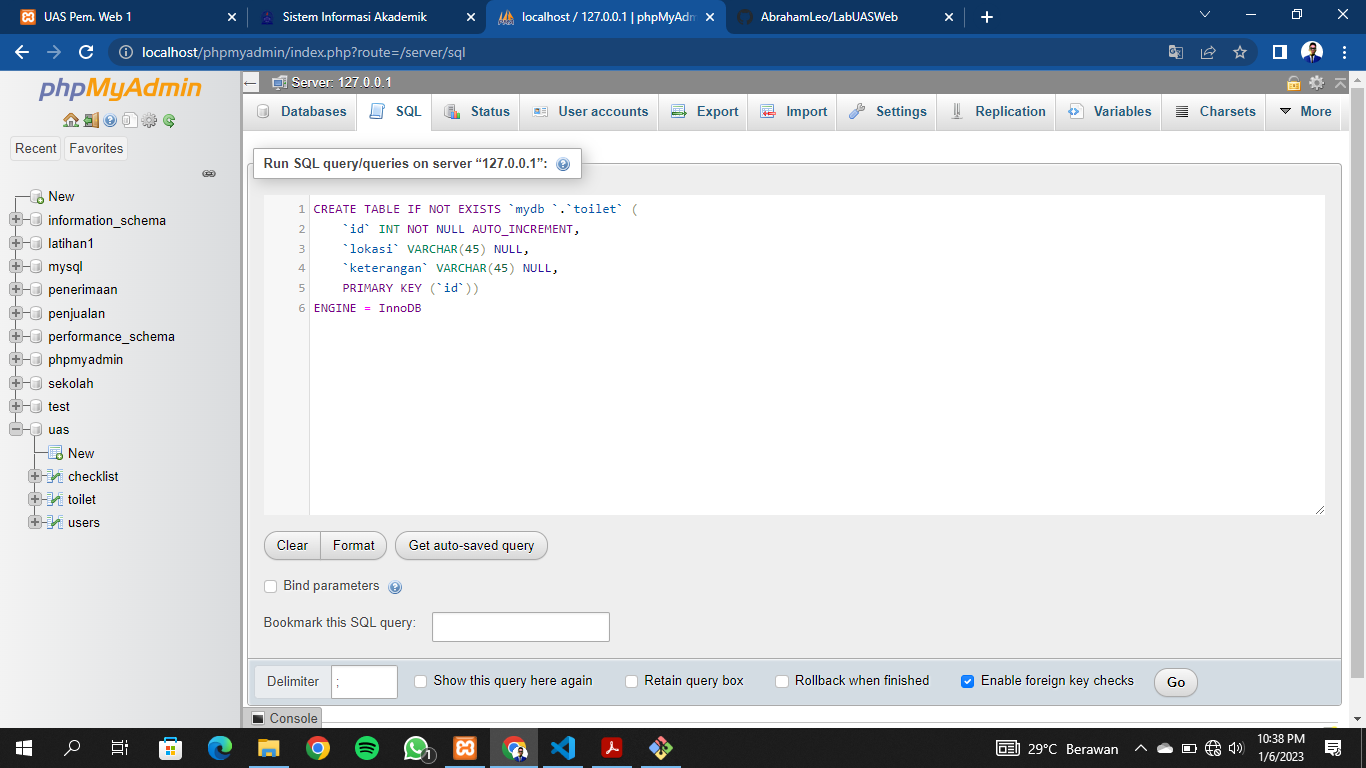 UAS Pem. Web 1
Sistem Informasi Akademik
localhost / 127.0.0.1 | phpMyAdm
AbrahamLeo/LabUASWeb
localhost/phpmyadmin/index.php?route=/server/sql
phpMyAdmin
Recent
Favorites
New
information_schema
latihan1
mysql
penerimaan
penjualan
performance_schema
phpmyadmin
sekolah
test
uas
New
checklist
toilet
users
Server: 127.0.0.1
Databases
SQL
Status
User accounts
Export
Import
Settings
Replication
Variables
Charsets
More
Run SQL query/queries on server “127.0.0.1”:
1 CREATE TABLE IF NOT EXISTS `mydb `.`toilet` (
2 `id` INT NOT NULL AUTO_INCREMENT,
3 `lokasi` VARCHAR(45) NULL,
4 `keterangan` VARCHAR(45) NULL,
5 PRIMARY KEY (`id`))
6 ENGINE = InnoDB
Clear
Format
Get auto-saved query
Bind parameters
Bookmark this SQL query:
Delimiter ;
Show this query here again
Retain query box
Rollback when finished
Enable foreign key checks
Go
Console
1
29°C Berawan
10:38 PM
1/6/2023